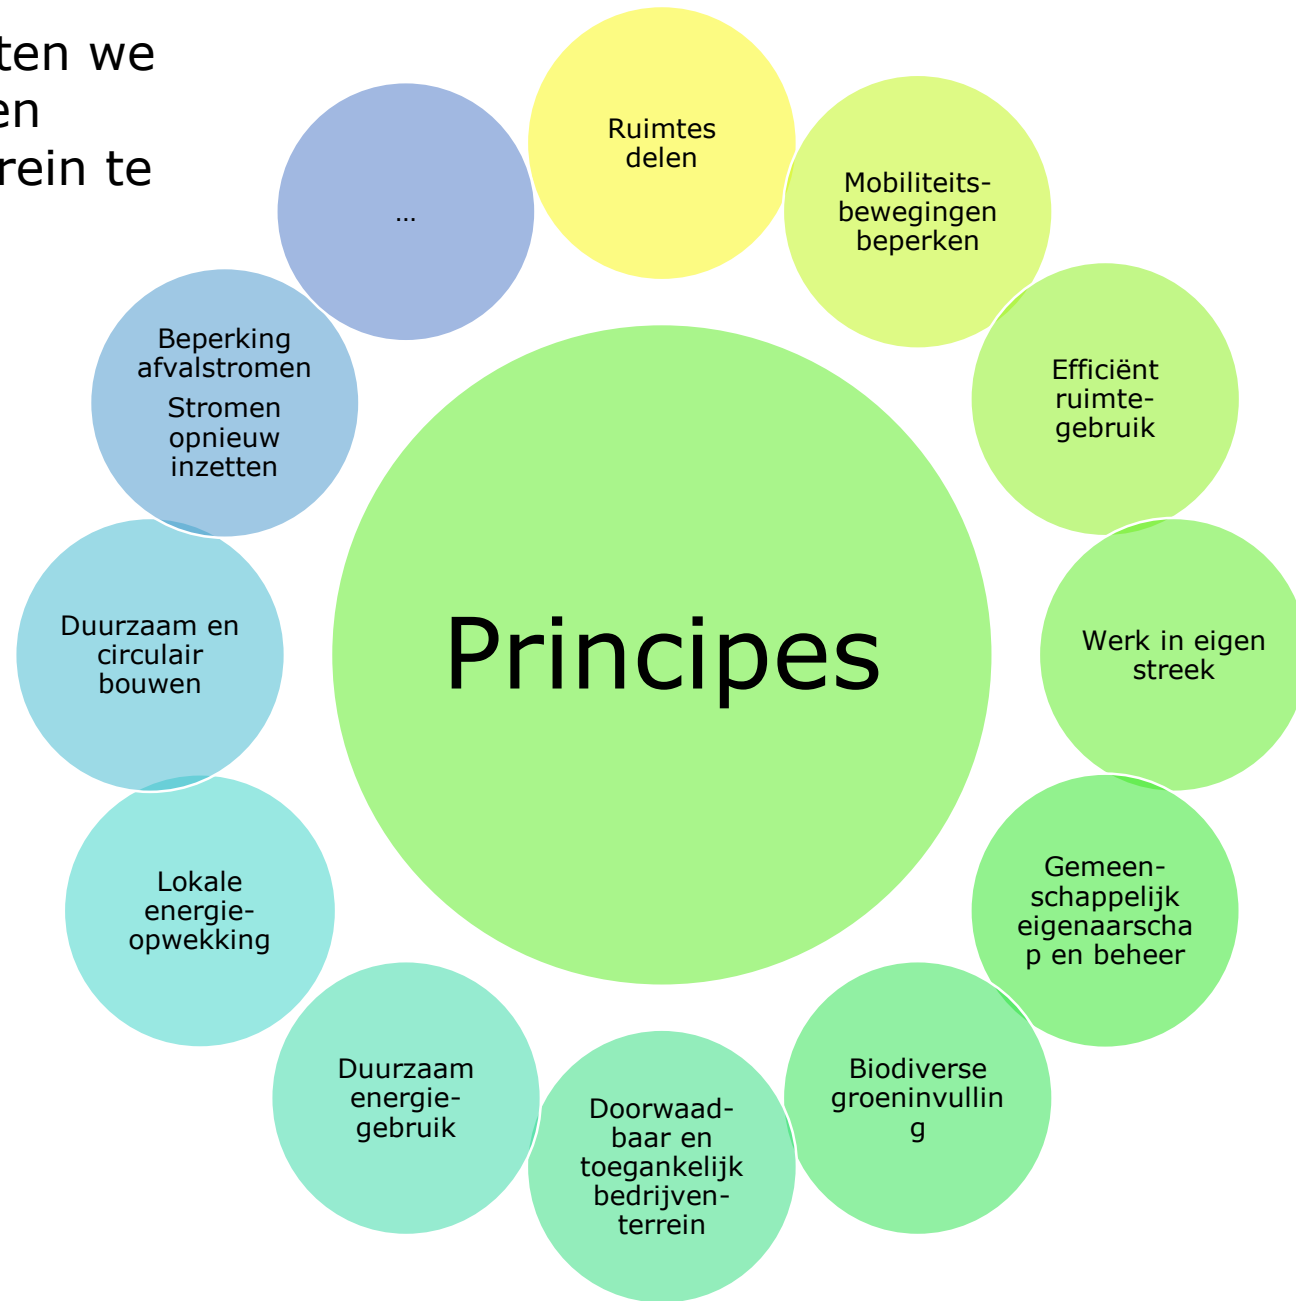 ten we
en
rein te
Ruimtes
delen
Mobiliteits-
bewegingen
beperken
Efficiënt
ruimte-
gebruik
Werk in eigen
streek
Gemeen-
schappelijk
eigenaarscha
p en beheer
Biodiverse
groeninvullin
g
Doorwaad-
baar en
toegankelijk
bedrijven-
terrein
Duurzaam
energie-
gebruik
Lokale
energie-
opwekking
Duurzaam en
circulair
bouwen
Beperking
afvalstromen
Stromen
opnieuw
inzetten
...
Principes